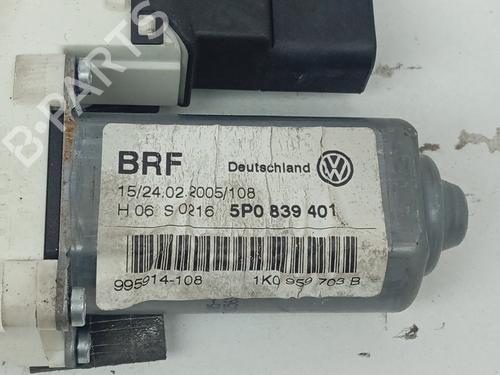 B-PARTS
BRF Deutschland
15/24.02.2005/108
H 06 S 0216 5P0 839 401
995914-108 1K0 959 703 B